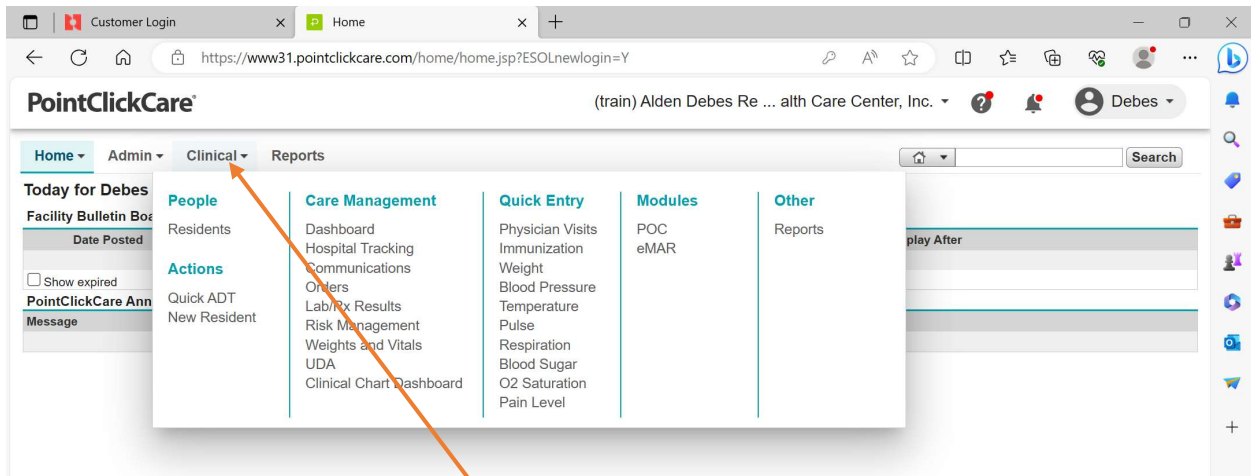 Customer Login
Home
https://www31.pointclickcare.com/home/home.jsp?ESOLnewlogin=Y
PointClickCare®
(train) Alden Debes Re ... alth Care Center, Inc.
Debes
Home Admin Clinical Reports
Search
Today for Debes
Facility Bulletin Boa
Date Posted
play After
Show expired
PointClickCare Ann
Message
People
Residents
Actions
Quick ADT
New Resident
Care Management
Dashboard
Hospital Tracking
Communications
Orders
Lab/Rx Results
Risk Management
Weights and Vitals
UDA
Clinical Chart Dashboard
Quick Entry
Physician Visits
Immunization
Weight
Blood Pressure
Temperature
Pulse
Respiration
Blood Sugar
O2 Saturation
Pain Level
Modules
POC
eMAR
Other
Reports